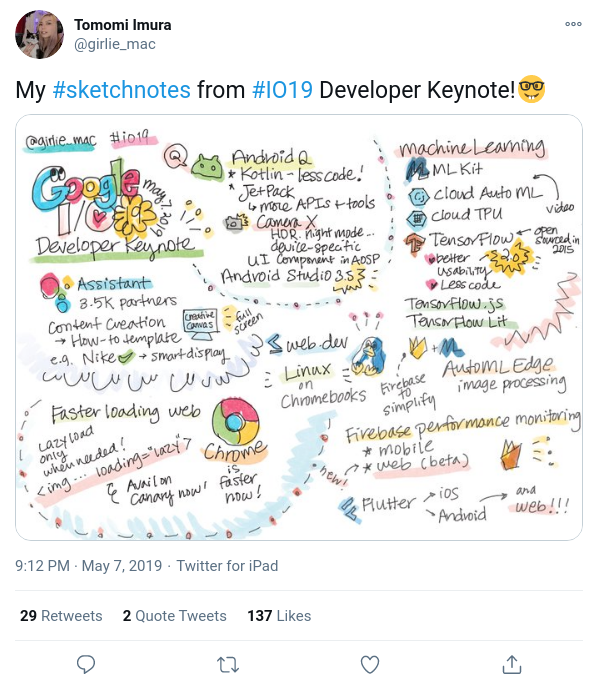 Tomomi Imura
@girlie_mac
My #sketchnotes from #IO19 Developer Keynote!
@girlie_mac #io19
Google
I/O
May 7, 2019
Developer Keynote
Assistant
3.5K partners
Content Creation
→ How-to template
e.g. Nike → smart display
Creative
Canvas
full
screen
Q
Android Q
* Kotlin - less code!
* JetPack
↳ more APIs + tools
Camera X
HDR, night mode...
device-specific
UI Component in AOSP
Android Studio 3.5
web.dev
Linux
on
Chromebooks
machine Learning
ML Kit
cloud Auto ML
cloud TPU
video
TensorFlow ← open
sourced in
2015
better
usability
Less code
2.0
TensorFlow.js
TensorFlow Lit
+
AutoML Edge
image processing
Firebase
to
simplify
Faster loading web
Lazyload
only
when needed!
<img ... loading="lazi"?
Avail on
Canary now!
Chrome
is
faster
now!
Firebase performance monitoring
* mobile
* web (beta)
new!
Flutter → iOS
→ Android
→ and
web!!!
9:12 PM · May 7, 2019 · Twitter for iPad
29 Retweets 2 Quote Tweets 137 Likes